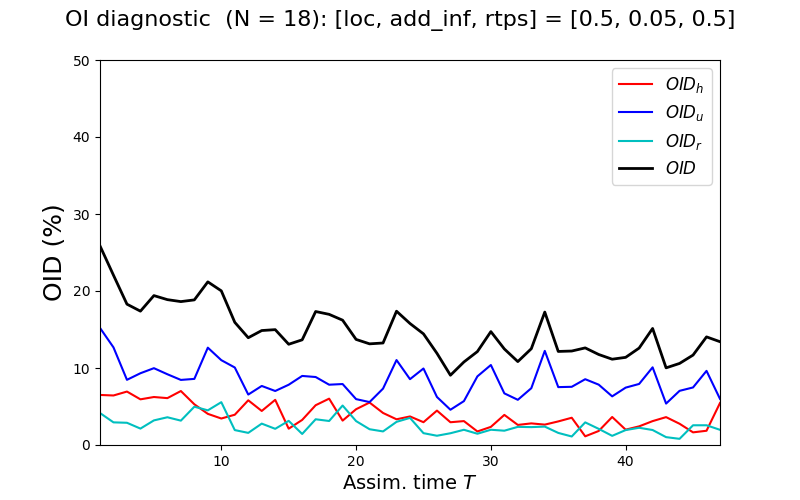 OI diagnostic (N = 18): [loc, add_inf, rtps] = [0.5, 0.05, 0.5]
50
40
30
20
10
0
OID (%)
OID_h
OID_u
OID_r
OID
10
20
30
40
Assim. time T